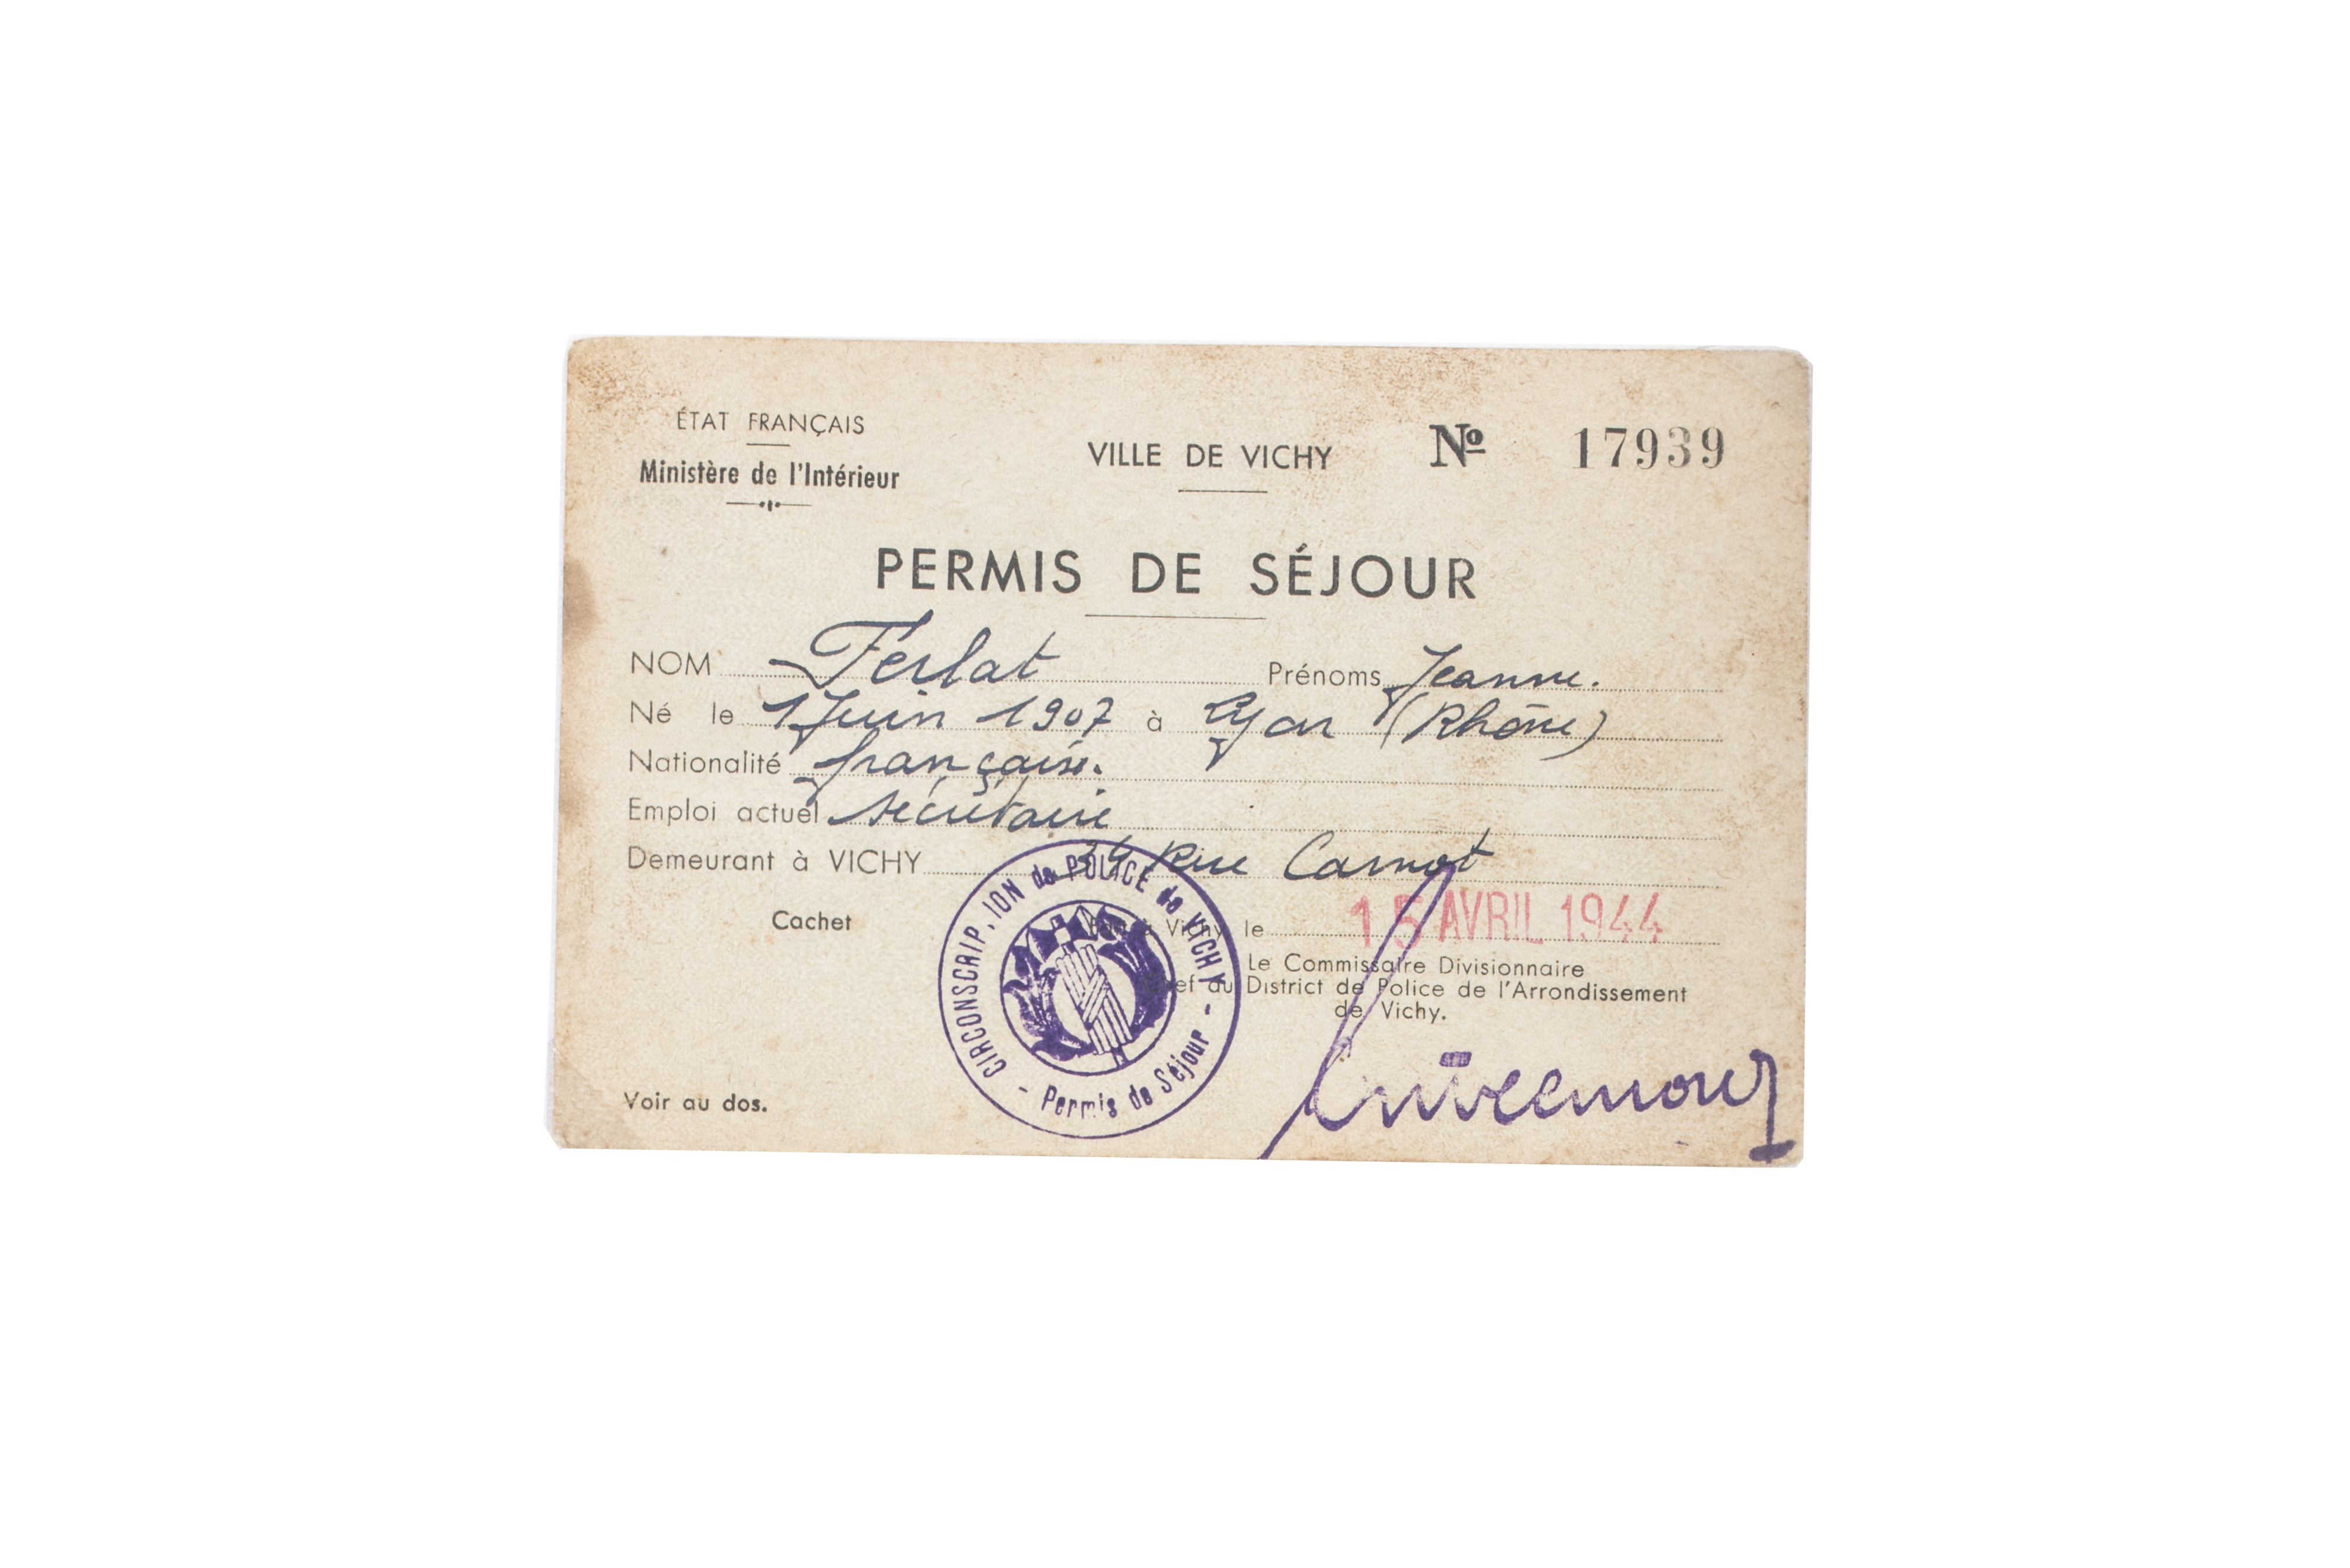 ÉTAT FRANÇAIS
Ministère de l'Intérieur
VILLE DE VICHY
Nº 17939
PERMIS DE SÉJOUR
NOM Ferlat Prénoms Jeanne.
Né le 1 Juin 1907 à Lyon (Rhône)
Nationalité française.
Emploi actuel secrétaire
Demeurant à VICHY Rue Carnot
Cachet
à Vichy, le 15 AVRIL 1944
Le Commissaire Divisionnaire
Chef du District de Police de l'Arrondissement
de Vichy.
CIRCONSCRIP, ION de POLICE de VICHY
- Permis de Séjour -
Voir au dos.